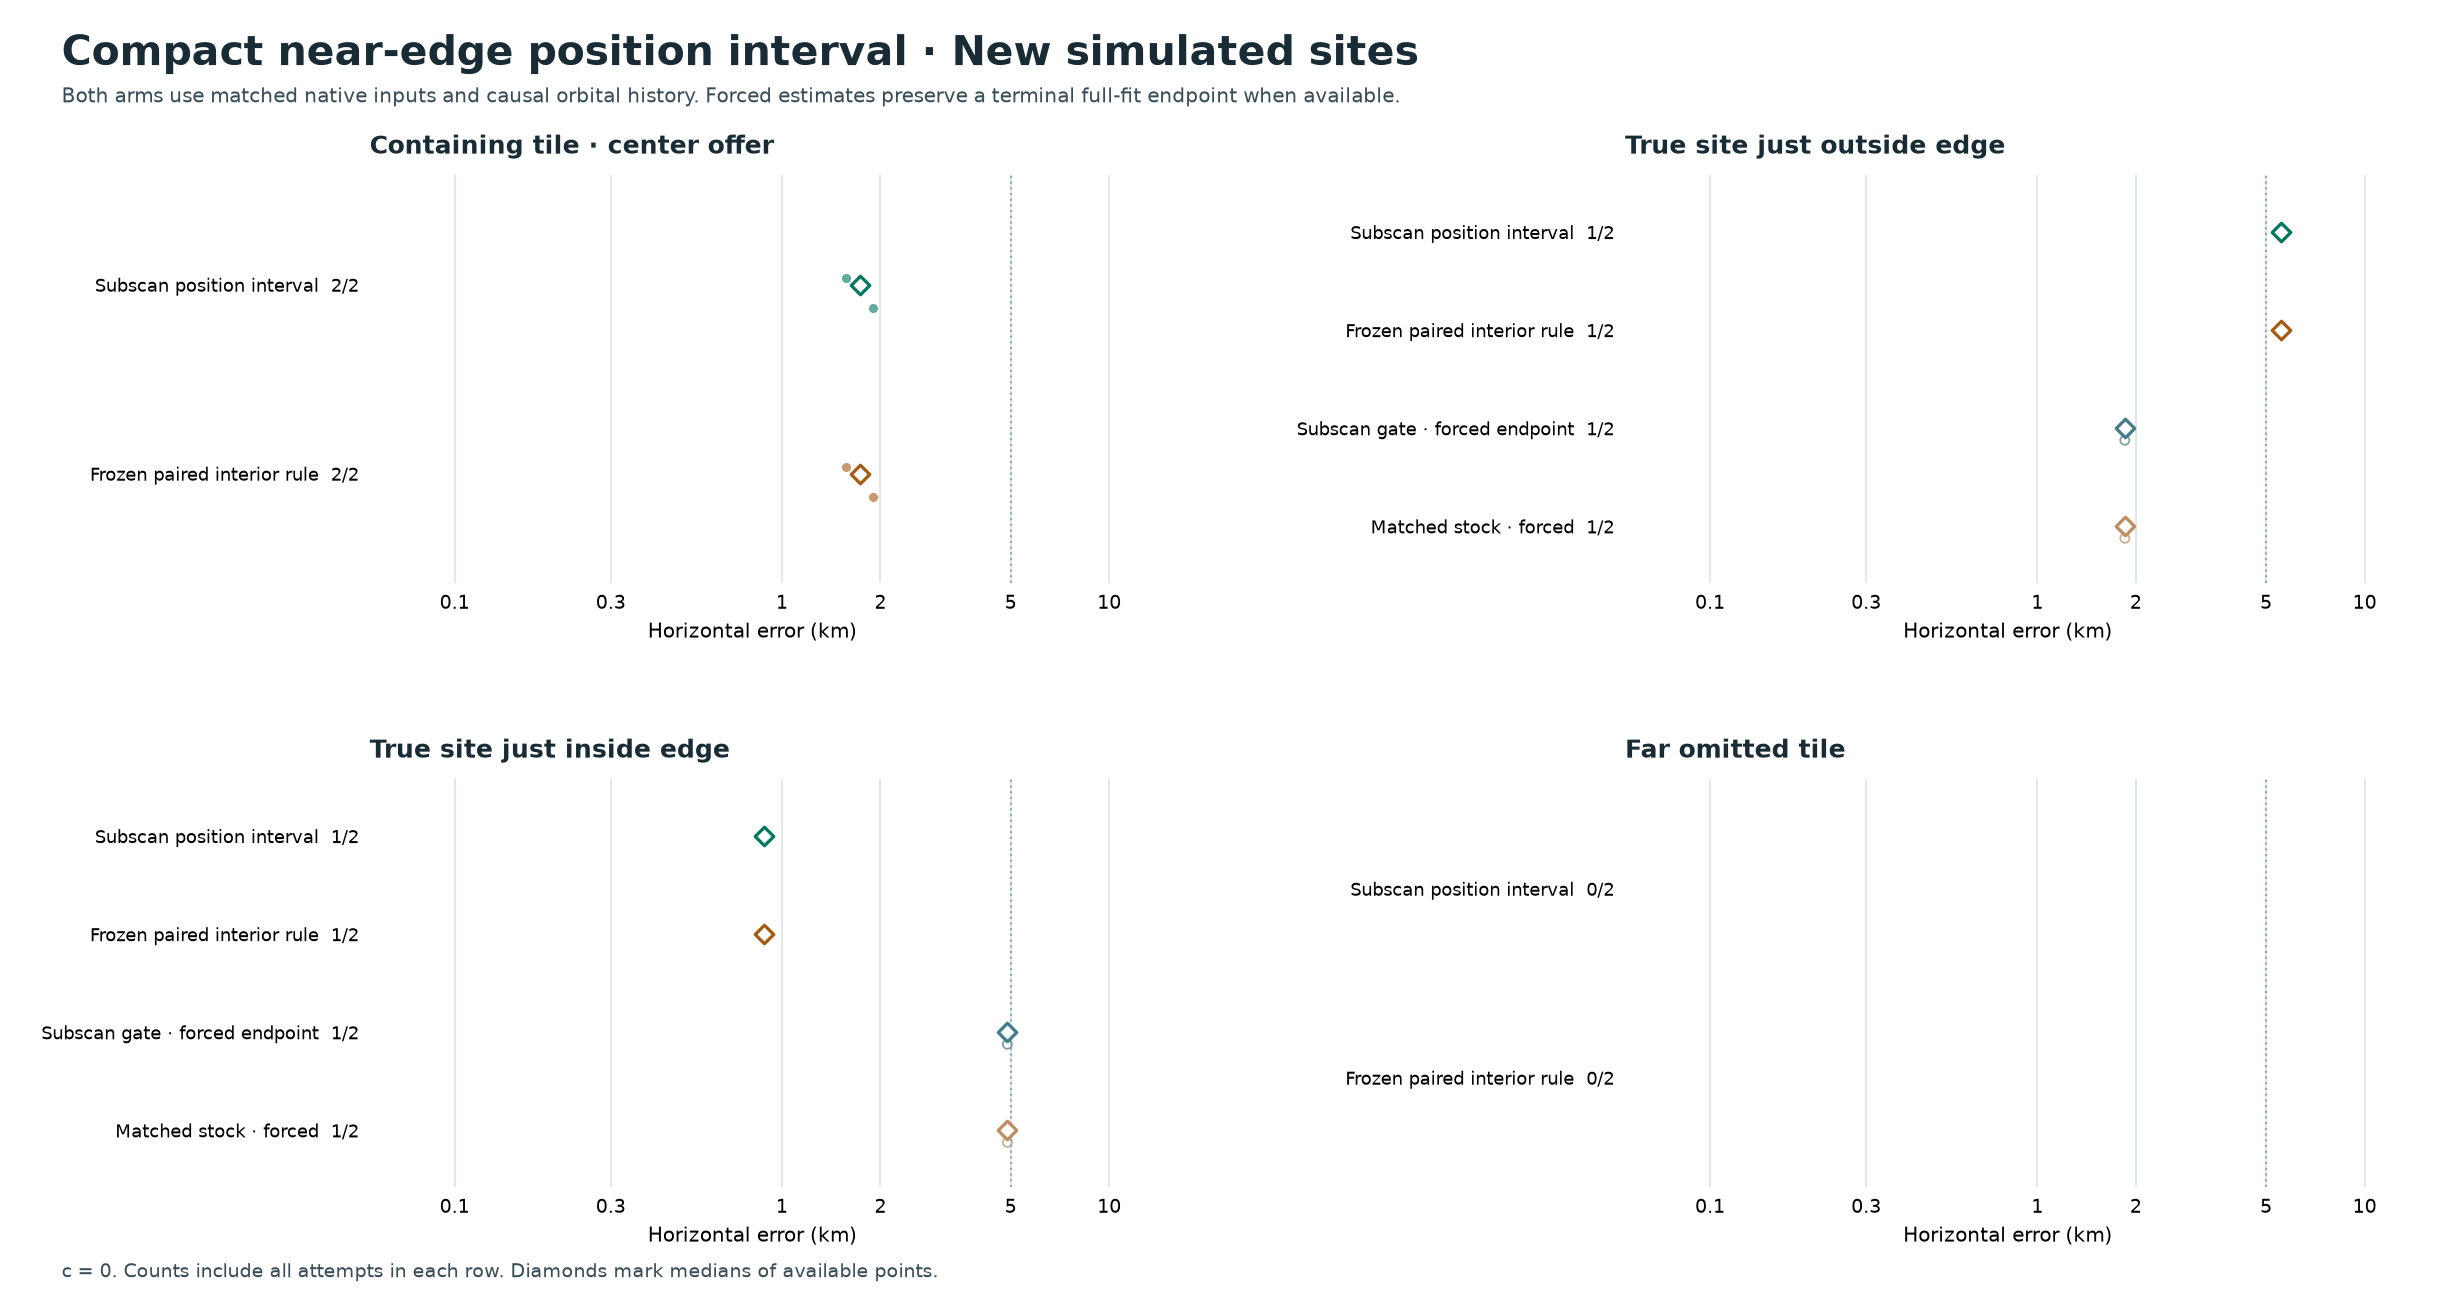 Compact near-edge position interval · New simulated sites
Both arms use matched native inputs and causal orbital history. Forced estimates preserve a terminal full-fit endpoint when available.
Containing tile · center offer
Subscan position interval 2/2
Frozen paired interior rule 2/2
0.1 0.3 1 2 5 10
Horizontal error (km)
True site just outside edge
Subscan position interval 1/2
Frozen paired interior rule 1/2
Subscan gate · forced endpoint 1/2
Matched stock · forced 1/2
0.1 0.3 1 2 5 10
Horizontal error (km)
True site just inside edge
Subscan position interval 1/2
Frozen paired interior rule 1/2
Subscan gate · forced endpoint 1/2
Matched stock · forced 1/2
0.1 0.3 1 2 5 10
Horizontal error (km)
Far omitted tile
Subscan position interval 0/2
Frozen paired interior rule 0/2
0.1 0.3 1 2 5 10
Horizontal error (km)
c = 0. Counts include all attempts in each row. Diamonds mark medians of available points.